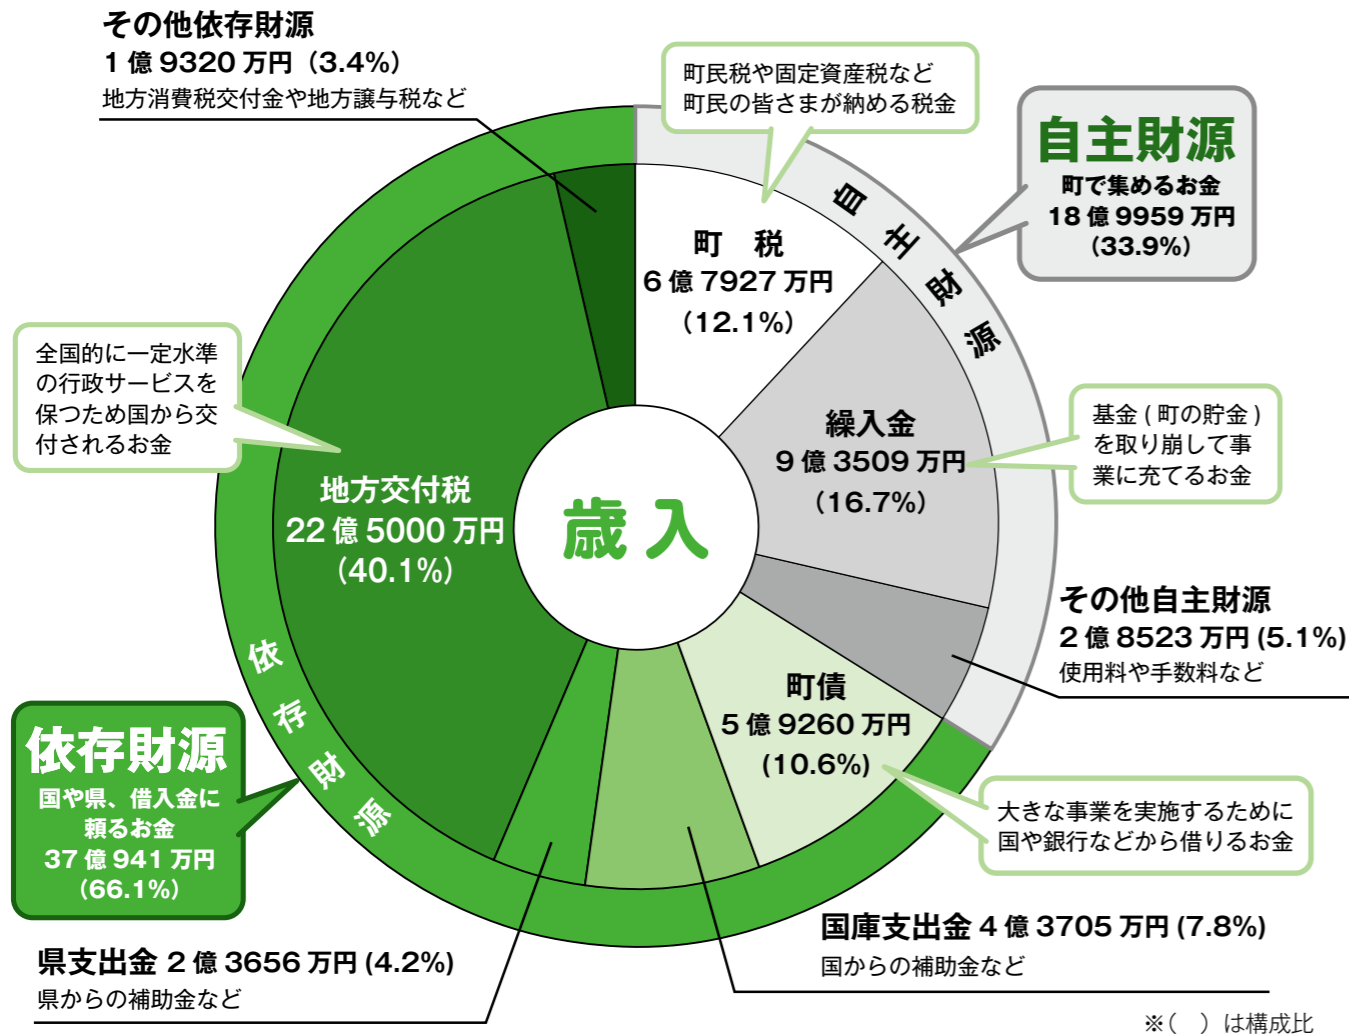 その他依存財源
1億9320万円（3.4%）
地方消費税交付金や地方譲与税など
町民税や固定資産税など
町民の皆さまが納める税金
自主財源
町で集めるお金
18億9959万円
(33.9%)
自主財源
町　税
6億7927万円
（12.1%）
全国的に一定水準
の行政サービスを
保つため国から交
付されるお金
繰入金
9億3509万円
（16.7%）
基金(町の貯金)
を取り崩して事
業に充てるお金
地方交付税
22億5000万円
（40.1%）
歳入
その他自主財源
2億8523万円(5.1%)
使用料や手数料など
町債
5億9260万円
(10.6%)
大きな事業を実施するために
国や銀行などから借りるお金
依存財源
依存財源
国や県、借入金に
頼るお金
37億941万円
(66.1%)
国庫支出金 4億3705万円(7.8%)
国からの補助金など
県支出金 2億3656万円(4.2%)
県からの補助金など
※（　）は構成比